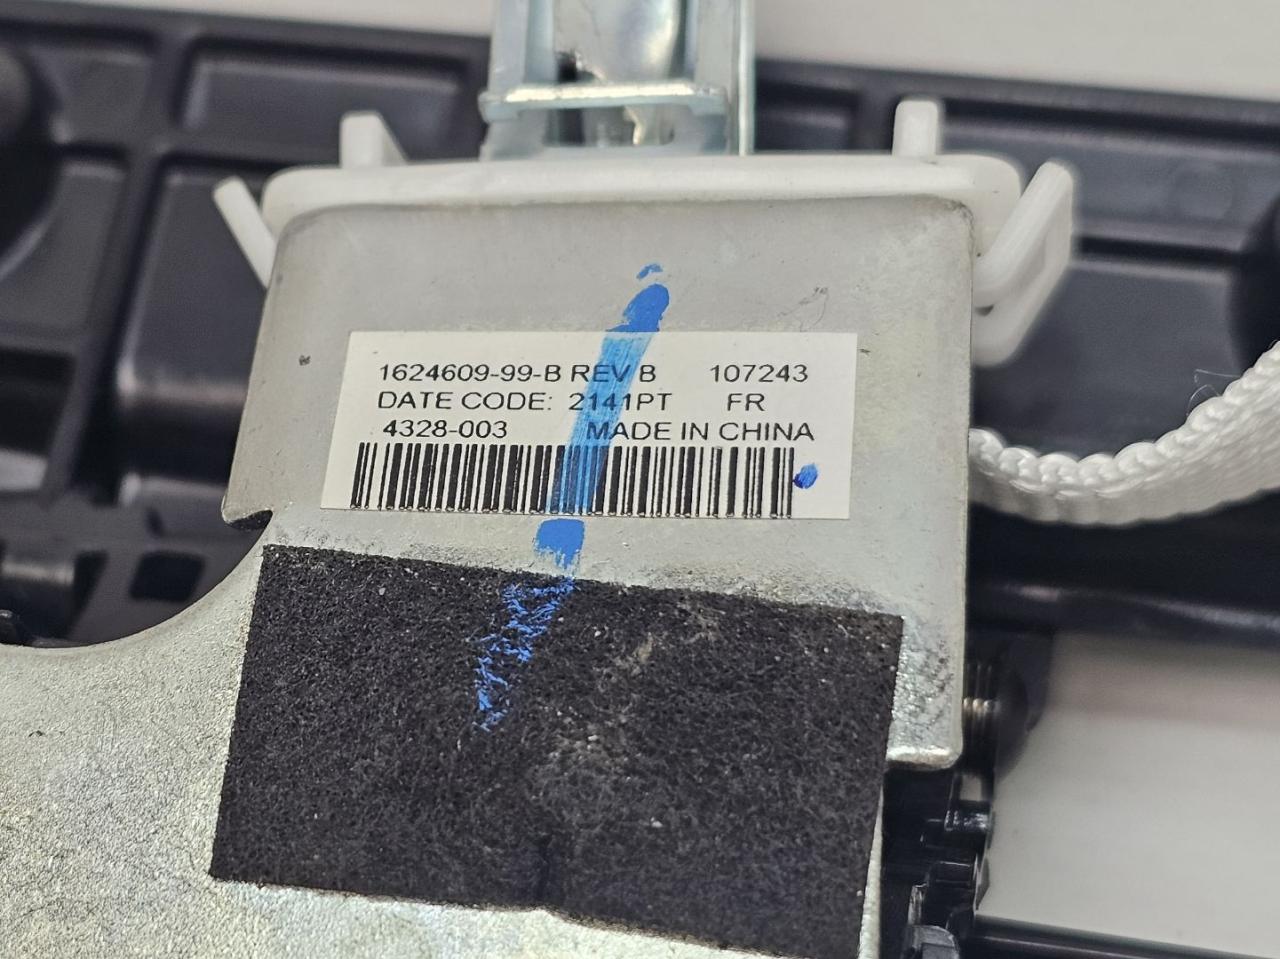 1624609-99-B REV B 107243
DATE CODE: 2141PT FR
4328-003 MADE IN CHINA